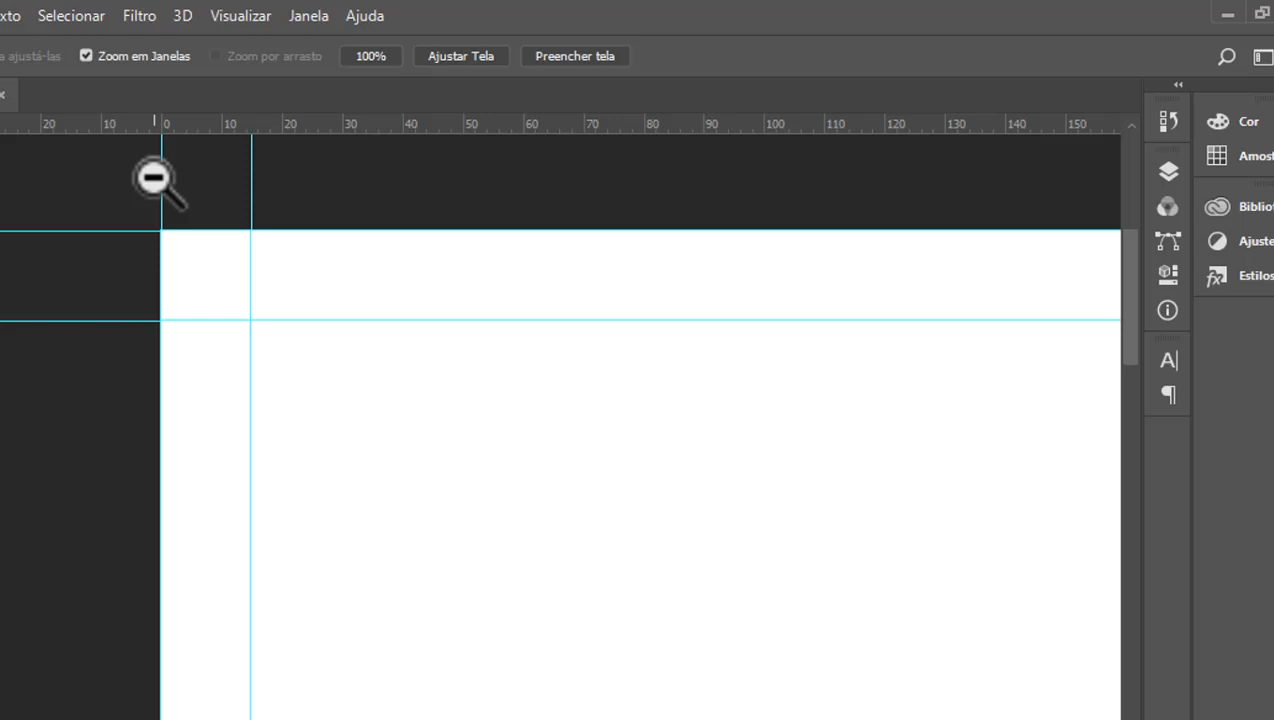 xto Selecionar Filtro 3D Visualizar Janela Ajuda
a ajustá-las Zoom em Janelas Zoom por arrasto 100% Ajustar Tela Preencher tela
20 10 0 10 20 30 40 50 60 70 80 90 100 110 120 130 140 150
Cor
Amost
Bibliot
Ajuste
Estilos
A